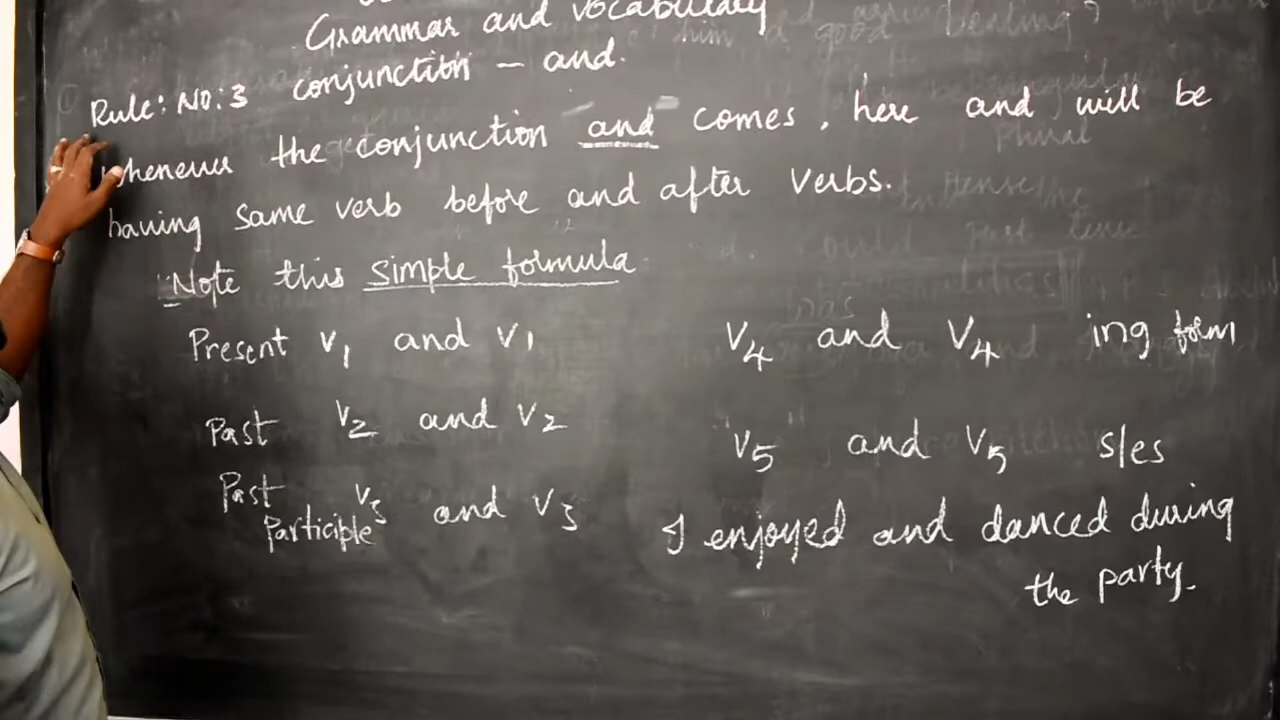 Grammar and vocabulary
Rule: No:3 conjunction – and.
whenever the conjunction and comes, here and will be
having same verb before and after verbs.
Note this simple formula.
Present V1 and V1
V4 and V4 ing form
Past V2 and V2
V5 and V5 s/es
Past Participle V3 and V3
I enjoyed and danced during
the party.